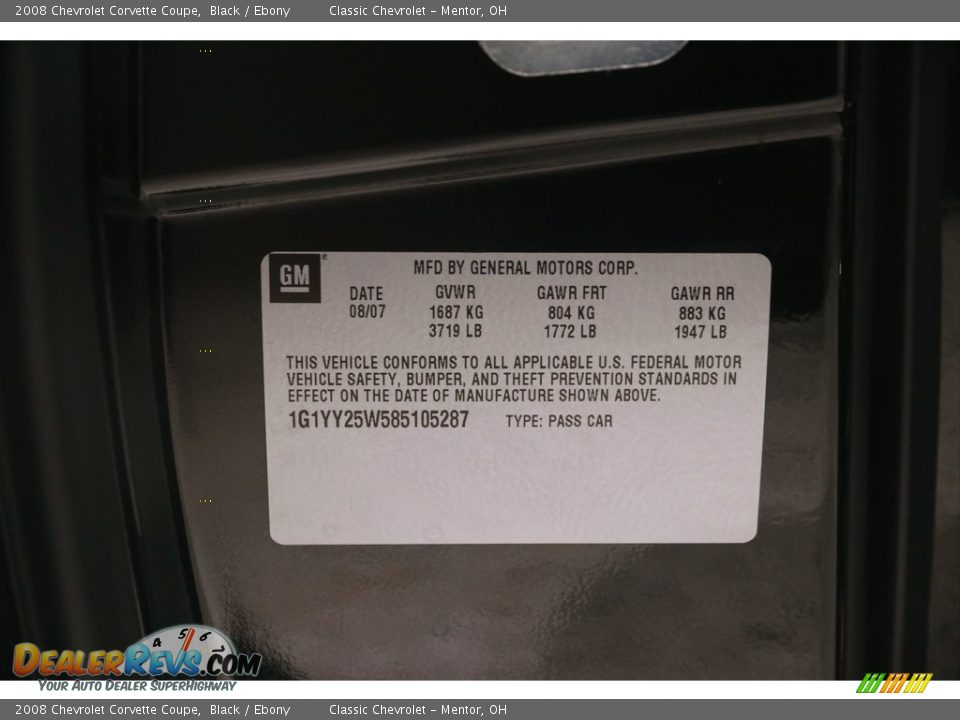 2008 Chevrolet Corvette Coupe, Black / Ebony Classic Chevrolet - Mentor, OH
GM
MFD BY GENERAL MOTORS CORP.
DATE GVWR GAWR FRT GAWR RR
08/07 1687 KG 804 KG 883 KG
3719 LB 1772 LB 1947 LB
THIS VEHICLE CONFORMS TO ALL APPLICABLE U.S. FEDERAL MOTOR
VEHICLE SAFETY, BUMPER, AND THEFT PREVENTION STANDARDS IN
EFFECT ON THE DATE OF MANUFACTURE SHOWN ABOVE.
1G1YY25W585105287 TYPE: PASS CAR
4 5 6
DEALERREVS.COM
YOUR AUTO DEALER SUPERHIGHWAY
2008 Chevrolet Corvette Coupe, Black / Ebony Classic Chevrolet - Mentor, OH